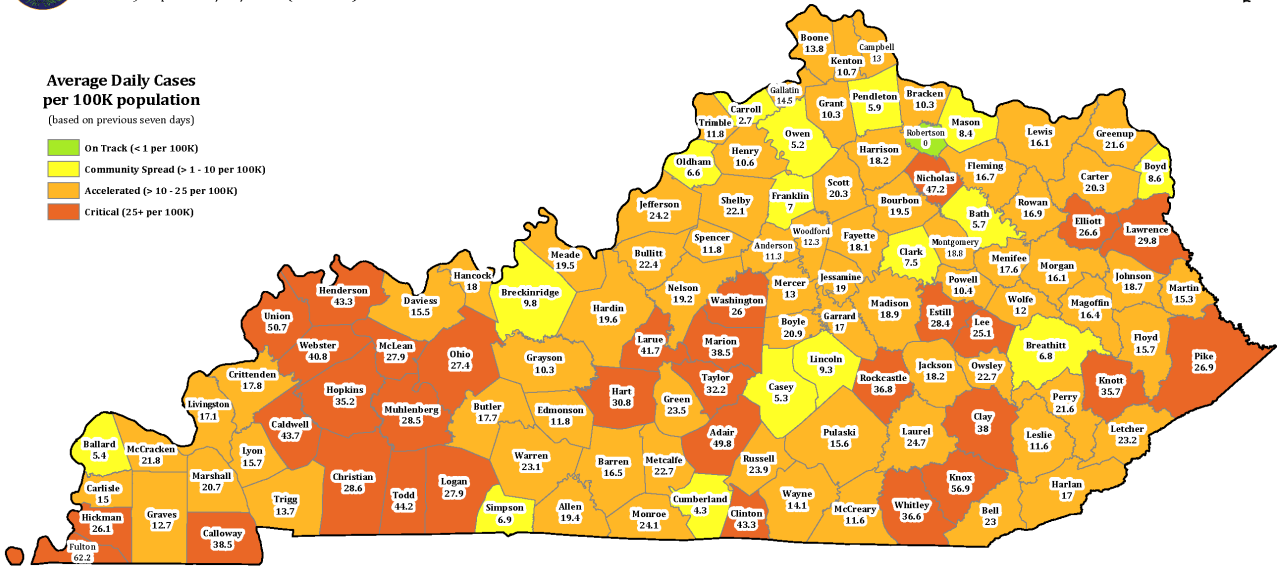 Average Daily Cases
per 100K population
(based on previous seven days)
On Track (< 1 per 100K)
Community Spread (> 1 - 10 per 100K)
Accelerated (> 10 - 25 per 100K)
Critical (25+ per 100K)
Boone
13.8
Kenton
10.7
Campbell
13
Gallatin
14.5
Carroll
2.7
Trimble
11.8
Grant
10.3
Pendleton
5.9
Bracken
10.3
Mason
8.4
Robertson
0
Lewis
16.1
Greenup
21.6
Owen
5.2
Henry
10.6
Oldham
6.6
Harrison
18.2
Nicholas
47.2
Fleming
16.7
Carter
20.3
Boyd
8.6
Jefferson
24.2
Shelby
22.1
Franklin
7
Scott
20.3
Bourbon
19.5
Bath
5.7
Rowan
16.9
Elliott
26.6
Lawrence
29.8
Spencer
11.8
Anderson
11.3
Woodford
12.3
Fayette
18.1
Clark
7.5
Montgomery
18.8
Menifee
17.6
Morgan
16.1
Johnson
18.7
Martin
15.3
Meade
19.5
Bullitt
22.4
Hancock
18
Breckinridge
9.8
Hardin
19.6
Nelson
19.2
Washington
26
Mercer
13
Jessamine
19
Madison
18.9
Powell
10.4
Wolfe
12
Magoffin
16.4
Henderson
43.3
Daviess
15.5
Union
50.7
Webster
40.8
McLean
27.9
Ohio
27.4
Grayson
10.3
Larue
41.7
Marion
38.5
Boyle
20.9
Garrard
17
Estill
28.4
Lee
25.1
Breathitt
6.8
Floyd
15.7
Pike
26.9
Crittenden
17.8
Hopkins
35.2
Muhlenberg
28.5
Butler
17.7
Edmonson
11.8
Hart
30.8
Green
23.5
Taylor
32.2
Casey
5.3
Lincoln
9.3
Rockcastle
36.8
Jackson
18.2
Owsley
22.7
Perry
21.6
Knott
35.7
Livingston
17.1
Caldwell
43.7
Adair
49.8
Pulaski
15.6
Laurel
24.7
Clay
38
Leslie
11.6
Letcher
23.2
Ballard
5.4
McCracken
21.8
Lyon
15.7
Marshall
20.7
Christian
28.6
Todd
44.2
Logan
27.9
Warren
23.1
Barren
16.5
Metcalfe
22.7
Russell
23.9
Knox
56.9
Harlan
17
Carlisle
15
Trigg
13.7
Simpson
6.9
Allen
19.4
Monroe
24.1
Cumberland
4.3
Clinton
43.3
Wayne
14.1
McCreary
11.6
Whitley
36.6
Bell
23
Hickman
26.1
Graves
12.7
Calloway
38.5
Fulton
62.2